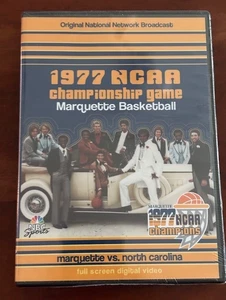 Original National Network Broadcast
1977 NCAA
championship game
Marquette Basketball
NBC
Sports
MARQUETTE
1977 NCAA
Champions
marquette vs. north carolina
full screen digital video